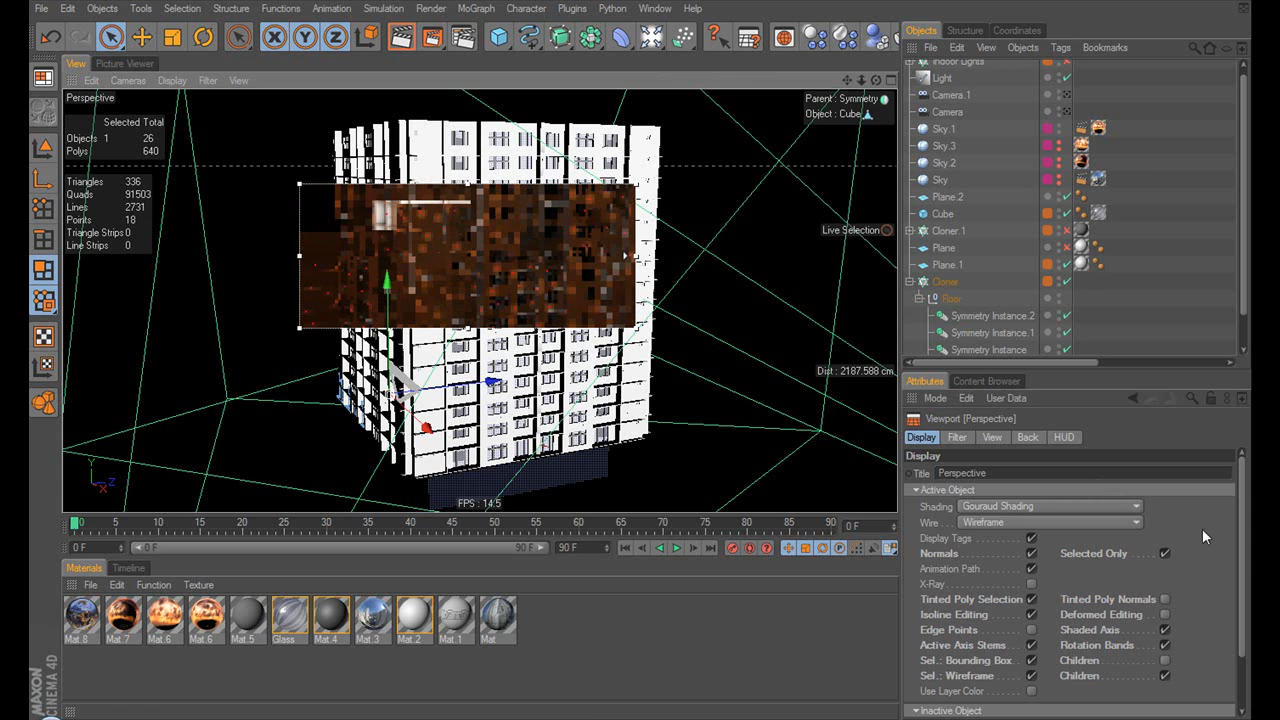 File Edit Objects Tools Selection Structure Functions Animation Simulation Render MoGraph Character Plugins Python Window Help
View Picture Viewer
Edit Cameras Display Filter View
Perspective
Selected Total
Objects 1 26
Polys 640
Triangles 336
Quads 91503
Lines 2731
Points 18
Triangle Strips 0
Line Strips 0
Parent : Symmetry
Object : Cube
Live Selection
Dist : 2187.588 cm
Y
Z
X
FPS : 14.5
0 5 10 15 20 25 30 35 40 45 50 55 60 65 70 75 80 85 90 0 F
0 F 0 F 90 F 90 F
Materials Timeline
File Edit Function Texture
Mat.8 Mat.7 Mat.6 Mat.6 Mat.5 Glass Mat.4 Mat.3 Mat.2 Mat.1 Mat
MAXON
CINEMA 4D
Objects Structure Coordinates
File Edit View Objects Tags Bookmarks
Indoor Lights
Light
Camera.1
Camera
Sky.1
Sky.3
Sky.2
Sky
Plane.2
Cube
Cloner.1
Plane
Plane.1
Cloner
Floor
Symmetry Instance.2
Symmetry Instance.1
Symmetry Instance
Attributes Content Browser
Mode Edit User Data
Viewport [Perspective]
Display Filter View Back HUD
Display
Title Perspective
Active Object
Shading Gouraud Shading
Wire Wireframe
Display Tags
Normals Selected Only
Animation Path
X-Ray
Tinted Poly Selection Tinted Poly Normals
Isoline Editing Deformed Editing
Edge Points Shaded Axis
Active Axis Stems Rotation Bands
Sel.: Bounding Box Children
Sel.: Wireframe Children
Use Layer Color
Inactive Object